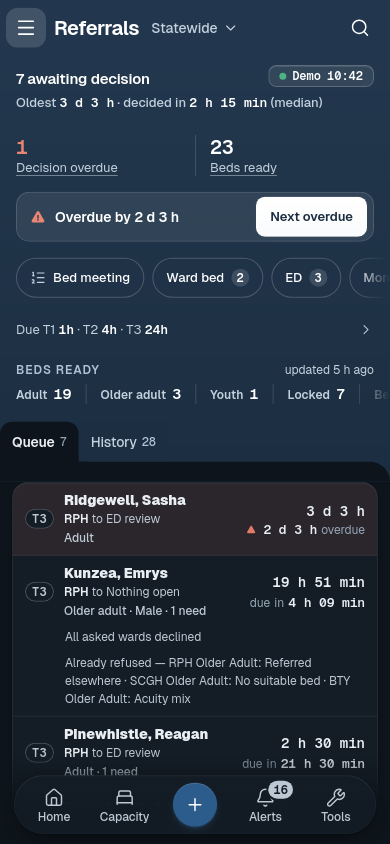 Referrals Statewide
7 awaiting decision
Demo 10:42
Oldest 3 d 3 h · decided in 2 h 15 min (median)
1
Decision overdue
23
Beds ready
Overdue by 2 d 3 h
Next overdue
Bed meeting
Ward bed 2
ED 3
Due T1 1h · T2 4h · T3 24h
BEDS READY
updated 5 h ago
Adult 19
Older adult 3
Youth 1
Locked 7
Queue 7
History 28
T3
Ridgewell, Sasha
RPH to ED review
Adult
3 d 3 h
2 d 3 h overdue
T3
Kunzea, Emrys
RPH to Nothing open
Older adult · Male · 1 need
19 h 51 min
due in 4 h 09 min
All asked wards declined
Already refused — RPH Older Adult: Referred
elsewhere · SCGH Older Adult: No suitable bed · BTY
Older Adult: Acuity mix
T3
Pinewhistle, Reagan
RPH to ED review
Adult · 1 need
2 h 30 min
due in 21 h 30 min
Home
Capacity
16
Alerts
Tools